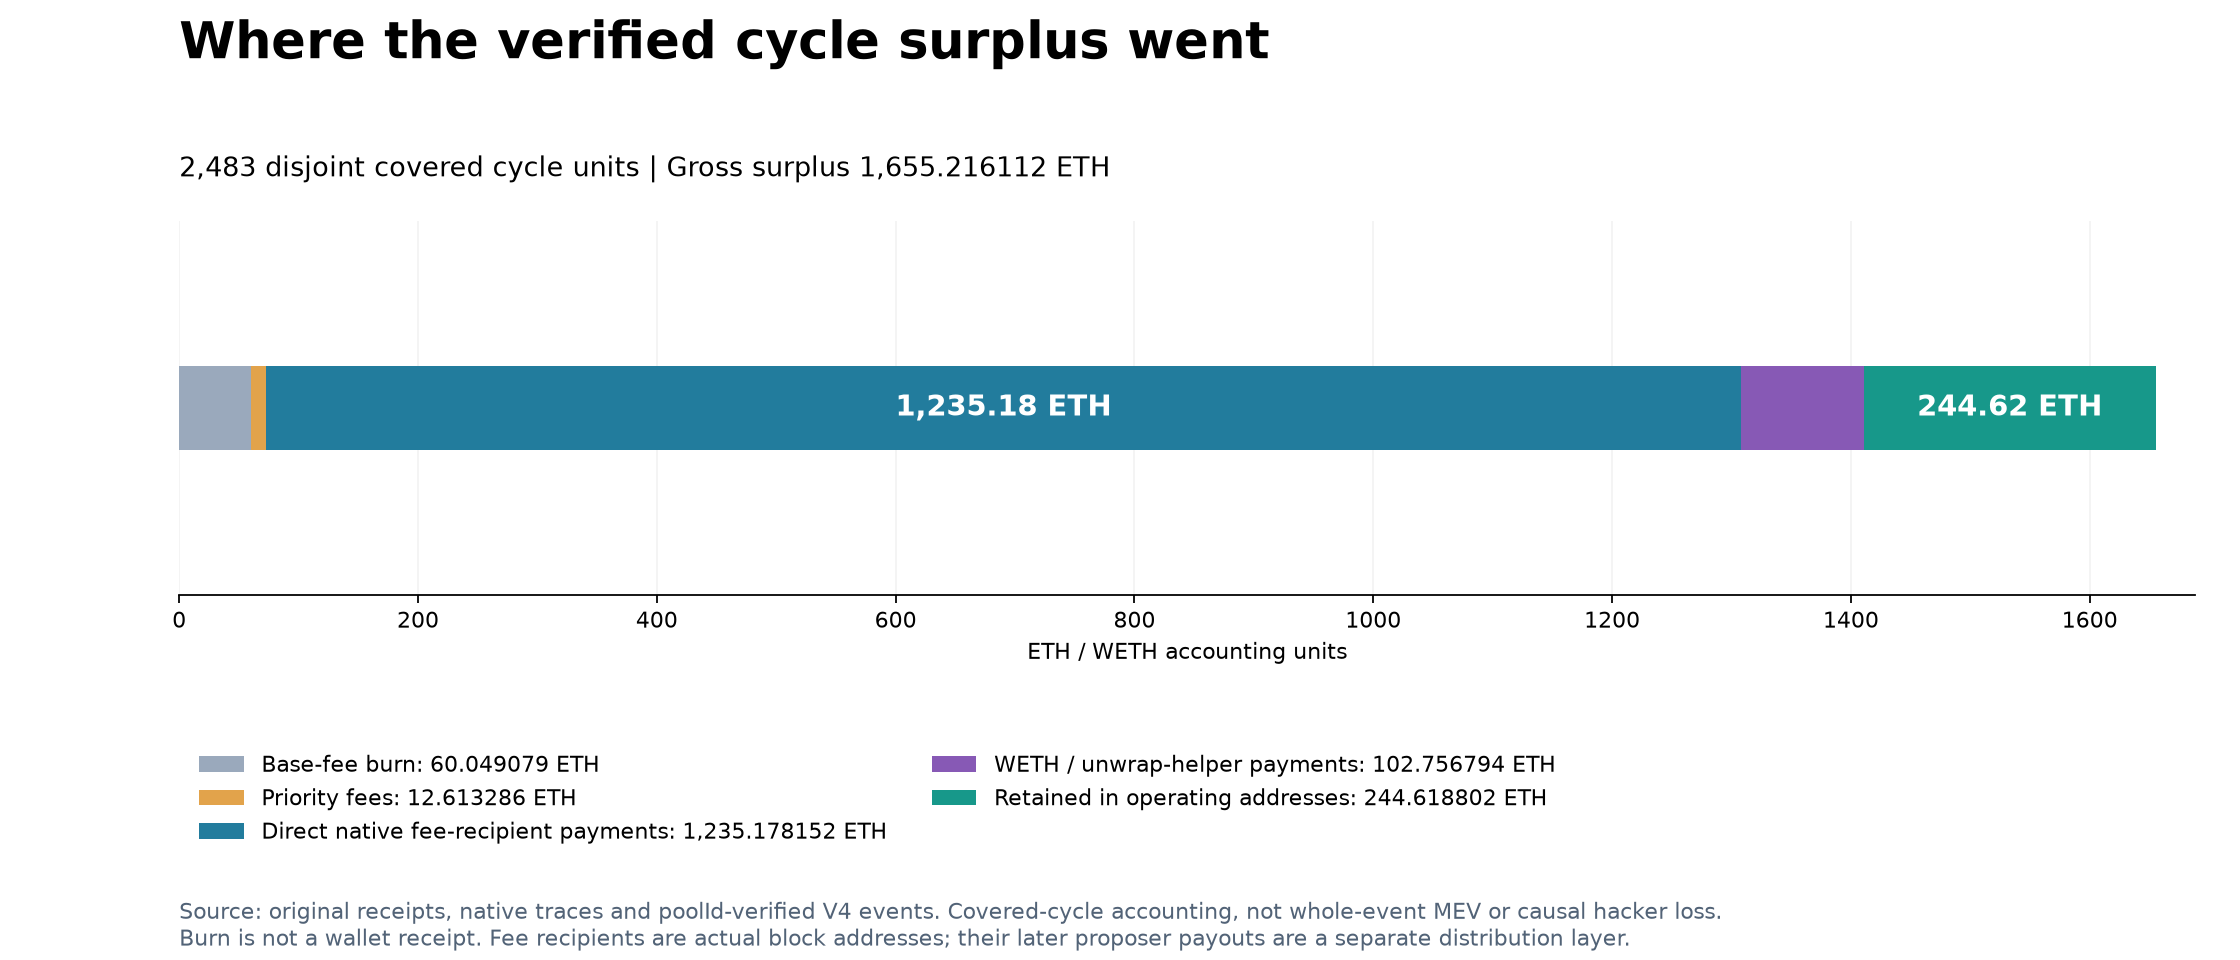 Where the verified cycle surplus went
2,483 disjoint covered cycle units | Gross surplus 1,655.216112 ETH
1,235.18 ETH
244.62 ETH
0
200
400
600
800
1000
1200
1400
1600
ETH / WETH accounting units
Base-fee burn: 60.049079 ETH
Priority fees: 12.613286 ETH
Direct native fee-recipient payments: 1,235.178152 ETH
WETH / unwrap-helper payments: 102.756794 ETH
Retained in operating addresses: 244.618802 ETH
Source: original receipts, native traces and poolId-verified V4 events. Covered-cycle accounting, not whole-event MEV or causal hacker loss.
Burn is not a wallet receipt. Fee recipients are actual block addresses; their later proposer payouts are a separate distribution layer.